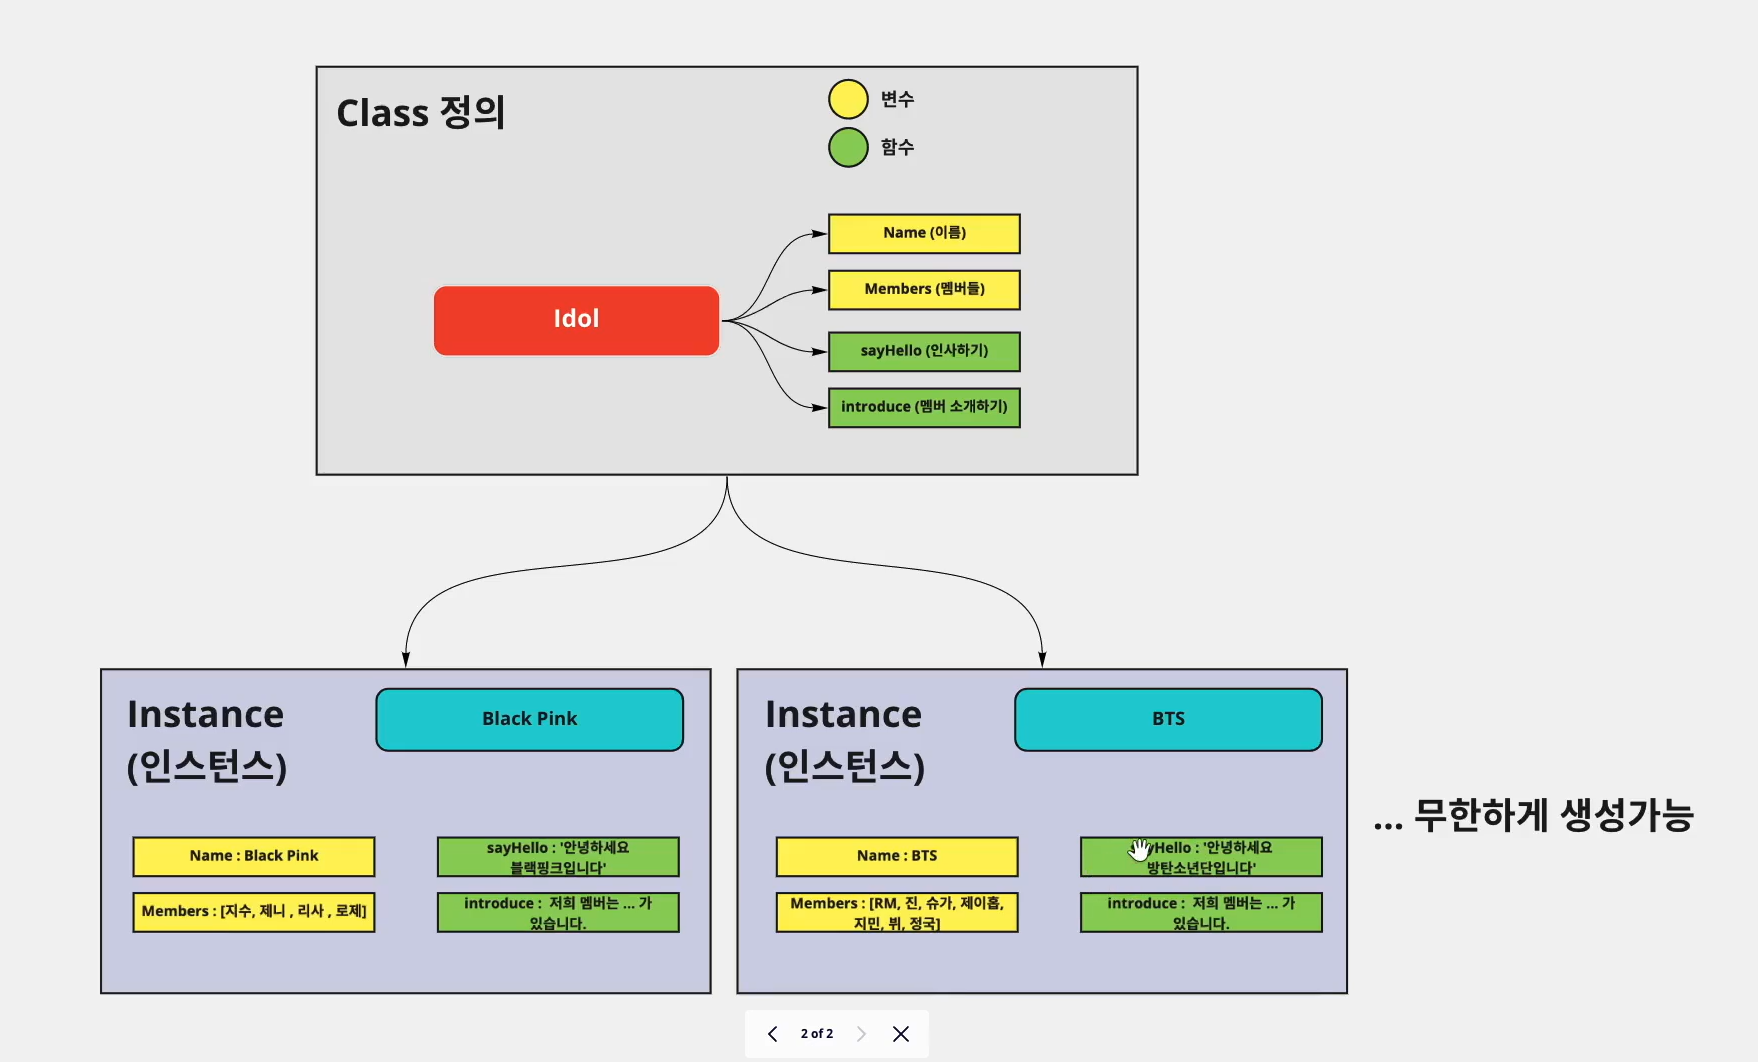 Class 정의
변수
함수
Name (이름)
Members (멤버들)
Idol
sayHello (인사하기)
introduce (멤버 소개하기)
Instance
(인스턴스)
Black Pink
Name : Black Pink
Members : [지수, 제니 , 리사 , 로제]
sayHello : '안녕하세요
블랙핑크입니다'
introduce :  저희 멤버는 ... 가
있습니다.
Instance
(인스턴스)
BTS
Name : BTS
Members : [RM, 진, 슈가, 제이홉,
지민, 뷔, 정국]
yHello : '안녕하세요
방탄소년단입니다'
introduce :  저희 멤버는 ... 가
있습니다.
... 무한하게 생성가능
2 of 2